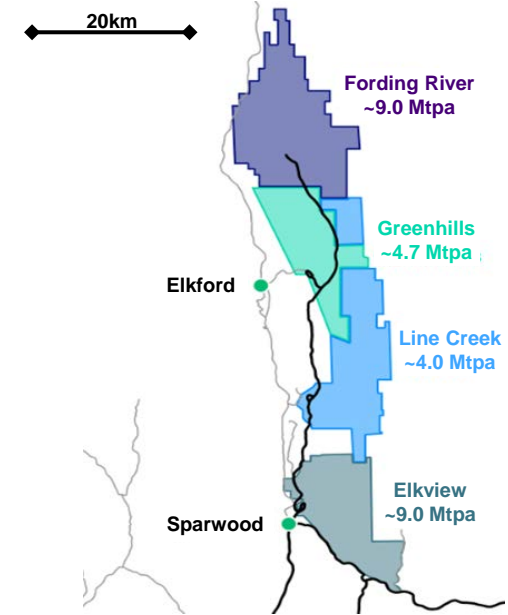 20km
Fording River
~9.0 Mtpa
Greenhills
~4.7 Mtpa
Elkford
Line Creek
~4.0 Mtpa
Elkview
~9.0 Mtpa
Sparwood